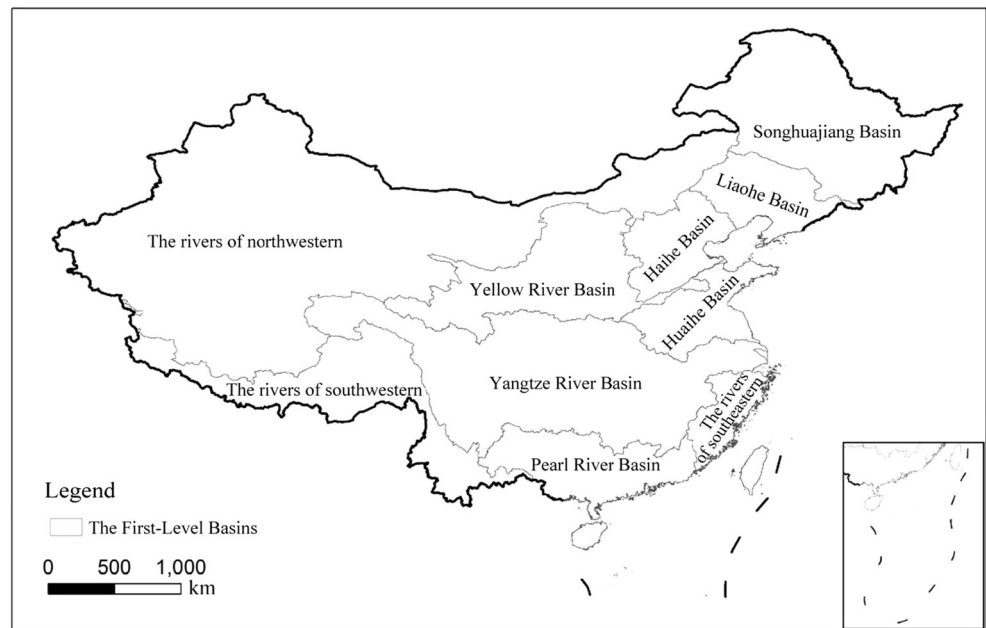 Songhuajiang Basin
Liaohe Basin
The rivers of northwestern
Haihe Basin
Yellow River Basin
Huaihe Basin
Yangtze River Basin
The rivers of southwestern
The rivers
of southeastern
Pearl River Basin
Legend
The First-Level Basins
0 500 1,000
km